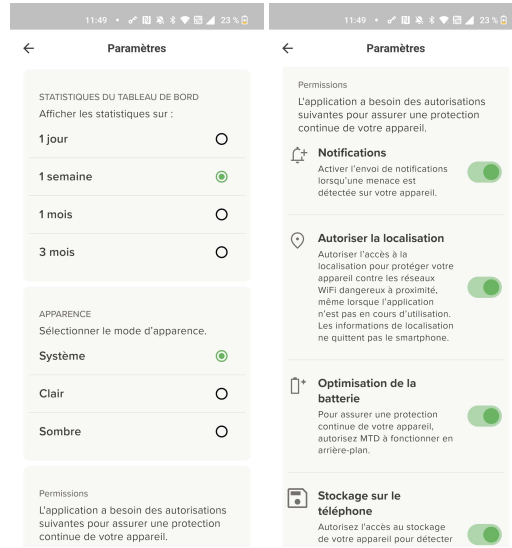 11:49
23 %
Paramètres
STATISTIQUES DU TABLEAU DE BORD
Afficher les statistiques sur :
1 jour
1 semaine
1 mois
3 mois
APPARENCE
Sélectionner le mode d'apparence.
Système
Clair
Sombre
Permissions
L'application a besoin des autorisations
suivantes pour assurer une protection
continue de votre appareil.
11:49
23 %
Paramètres
Permissions
L'application a besoin des autorisations
suivantes pour assurer une protection
continue de votre appareil.
Notifications
Activer l'envoi de notifications
lorsqu'une menace est
détectée sur votre appareil.
Autoriser la localisation
Autoriser l'accès à la
localisation pour protéger votre
appareil contre les réseaux
WiFi dangereux à proximité,
même lorsque l'application
n'est pas en cours d'utilisation.
Les informations de localisation
ne quittent pas le smartphone.
Optimisation de la
batterie
Pour assurer une protection
continue de votre appareil,
autorisez MTD à fonctionner en
arrière-plan.
Stockage sur le
téléphone
Autorisez l'accès au stockage
de votre appareil pour détecter